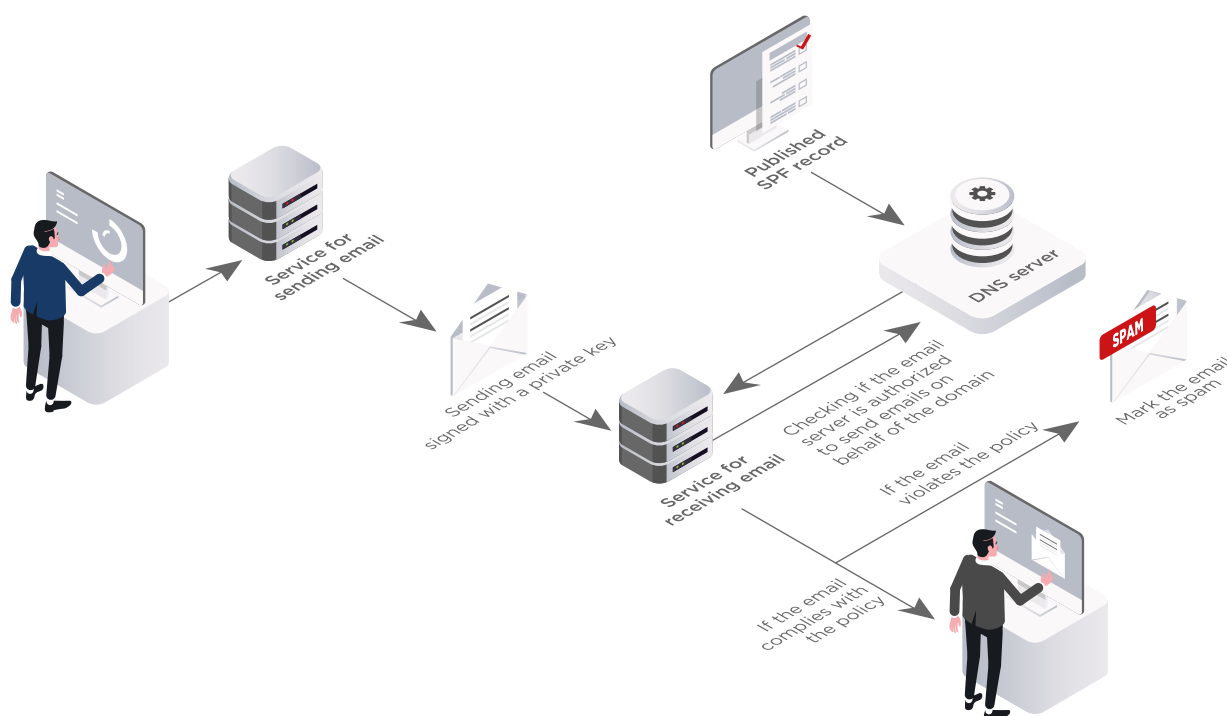 Published
SPF record
Service for
sending email
DNS server
SPAM
Sending email
signed with a private key
Checking if the email
server is authorized
to send emails on
behalf of the domain
Mark the email
as spam
Service for
receiving email
If the email
violates the policy
If the email
complies with
the policy